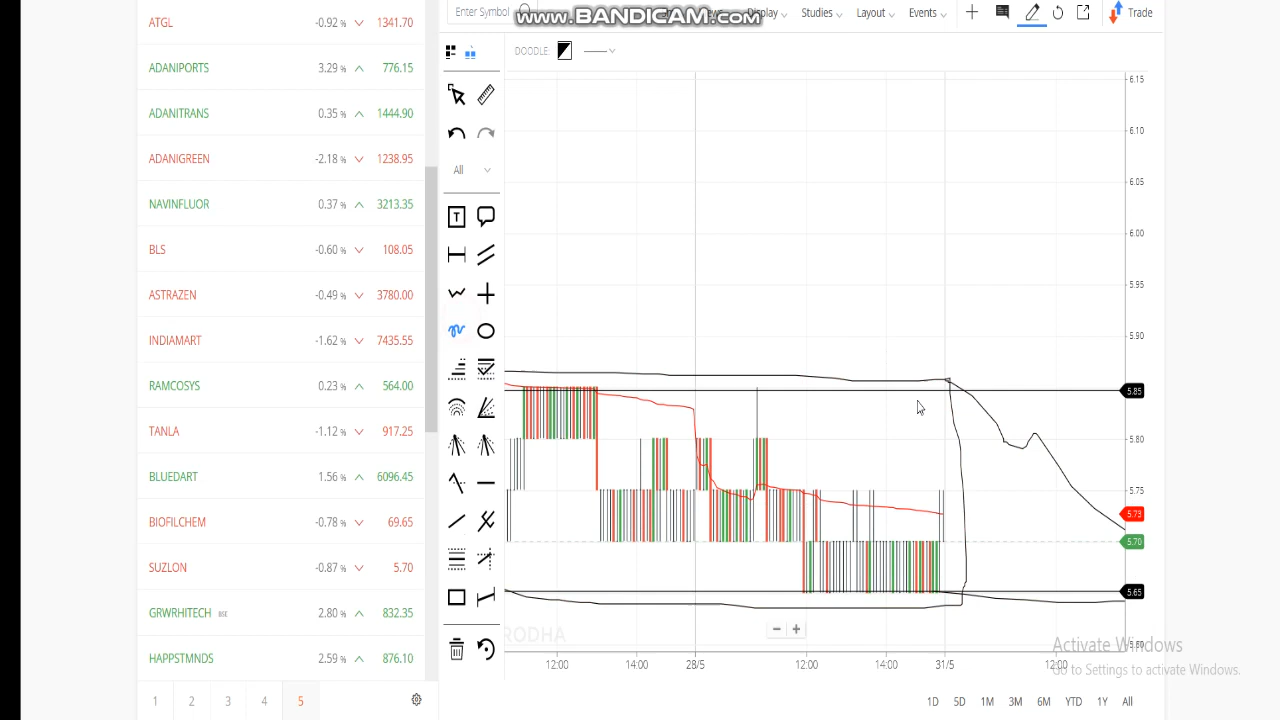 www.BANDICAM.com
Enter Symbol
Display
Studies
Layout
Events
Trade
DOODLE:
ATGL -0.92 % 1341.70
ADANIPORTS 3.29 % 776.15
ADANITRANS 0.35 % 1444.90
ADANIGREEN -2.18 % 1238.95
NAVINFLUOR 0.37 % 3213.35
BLS -0.60 % 108.05
ASTRAZEN -0.49 % 3780.00
INDIAMART -1.62 % 7435.55
RAMCOSYS 0.23 % 564.00
TANLA -1.12 % 917.25
BLUEDART 1.56 % 6096.45
BIOFILCHEM -0.78 % 69.65
SUZLON -0.87 % 5.70
GRWRHITECH BSE 2.80 % 832.35
HAPPSTMNDS 2.59 % 876.10
1 2 3 4 5
All
T
6.15
6.10
6.05
6.00
5.95
5.90
5.85
5.80
5.75
5.73
5.70
5.65
RODHA
12:00 14:00 28/5 12:00 14:00 31/5 12:00
Activate Windows
Go to Settings to activate Windows.
1D 5D 1M 3M 6M YTD 1Y All